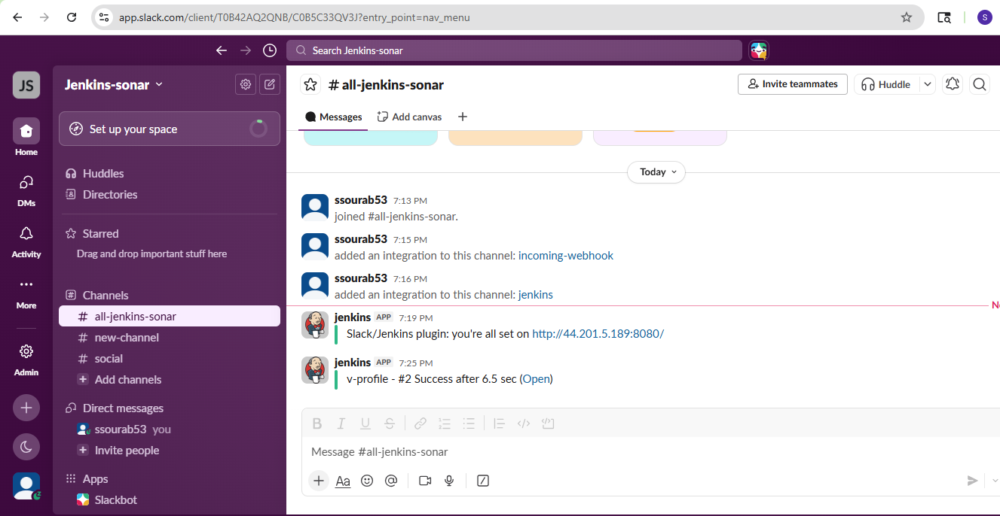 app.slack.com/client/T0B42AQ2QNB/C0B5C33QV3J?entry_point=nav_menu
S
Search Jenkins-sonar
JS
Home
DMs
Activity
More
Admin
Jenkins-sonar
Set up your space
Huddles
Directories
Starred
Drag and drop important stuff here
Channels
# all-jenkins-sonar
# new-channel
# social
+ Add channels
Direct messages
ssourab53 you
+ Invite people
Apps
Slackbot
# all-jenkins-sonar
Invite teammates
Huddle
Messages
Add canvas
+
Today
ssourab53 7:13 PM
joined #all-jenkins-sonar.
ssourab53 7:15 PM
added an integration to this channel: incoming-webhook
ssourab53 7:16 PM
added an integration to this channel: jenkins
jenkins APP 7:19 PM
Slack/Jenkins plugin: you're all set on http://44.201.5.189:8080/
jenkins APP 7:25 PM
v-profile - #2 Success after 6.5 sec (Open)
B I U S
Message #all-jenkins-sonar
+ Aa @